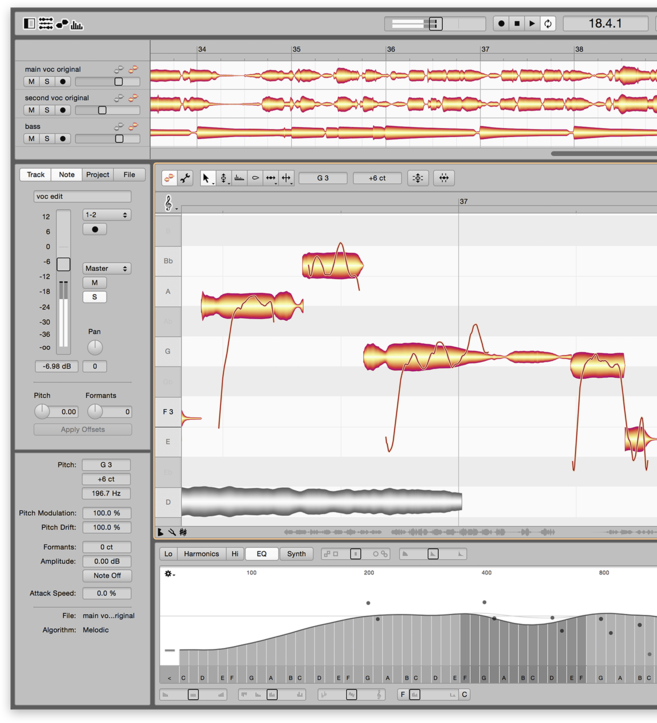 18.4.1
34 35 36 37 38
main voc original
M S
second voc original
M S
bass
M S
Track Note Project File
G 3 +6 ct
voc edit
37
12
6
0
-6
-12
-18
-24
-30
-36
-oo
1-2
Master
M
S
Pan
-6.98 dB 0
Bb
A
G
F 3
E
D
Pitch Formants
0.00 0
Apply Offsets
Pitch: G 3
+6 ct
196.7 Hz
Pitch Modulation: 100.0 %
Pitch Drift: 100.0 %
Formants: 0 ct
Amplitude: 0.00 dB
Note Off
Attack Speed: 0.0 %
File: main vo...riginal
Algorithm: Melodic
Lo Harmonics Hi EQ Synth
100 200 400 800
< C D E F G A B C D E F G A B C D E F G A B C D E F G A B C
F C